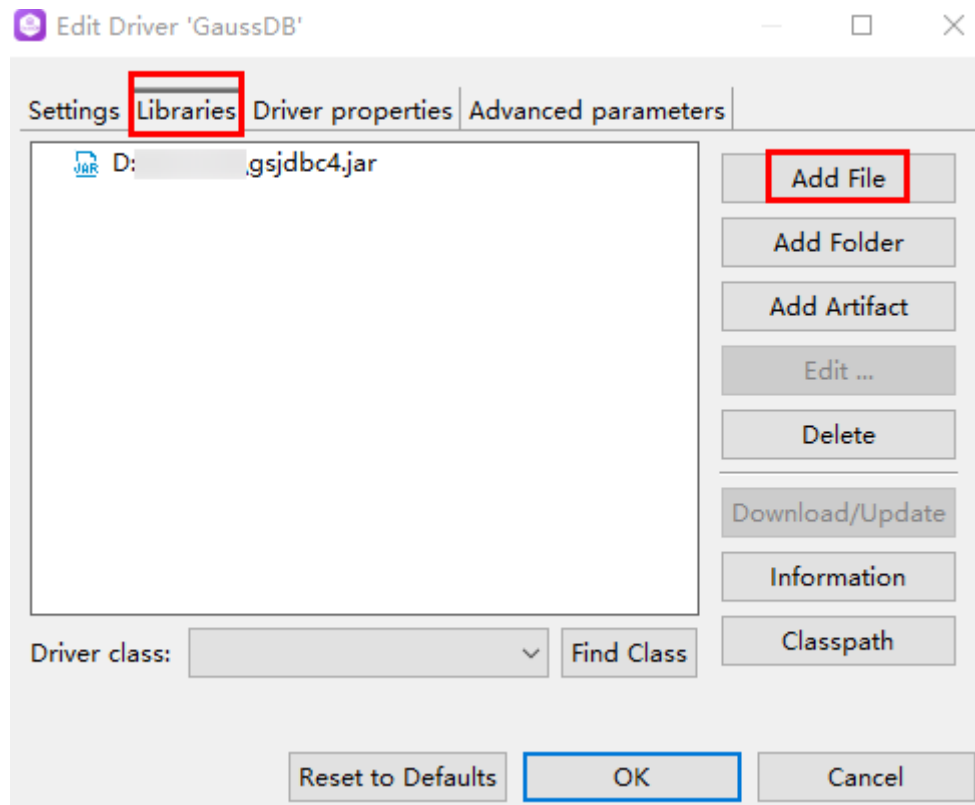 Edit Driver 'GaussDB'
Settings Libraries Driver properties Advanced parameters
JAR D: \gsjdbc4.jar
Add File
Add Folder
Add Artifact
Edit ...
Delete
Download/Update
Information
Classpath
Driver class: Find Class
Reset to Defaults OK Cancel